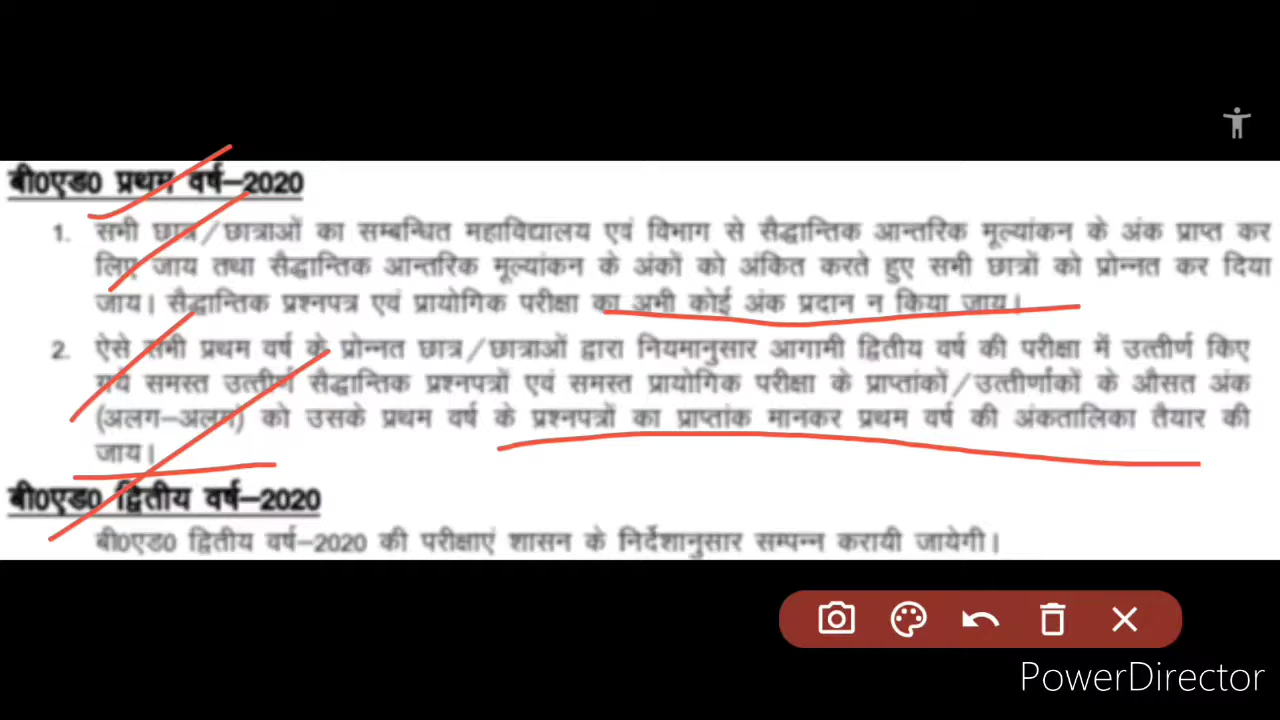 बी0एड0 प्रथम वर्ष–2020
1. सभी छात्र/छात्राओं का सम्बन्धित महाविद्यालय एवं विभाग से सैद्धान्तिक आन्तरिक मूल्यांकन के अंक प्राप्त कर
लिए जाय तथा सैद्धान्तिक आन्तरिक मूल्यांकन के अंकों को अंकित करते हुए सभी छात्रों को प्रोन्नत कर दिया
जाय। सैद्धान्तिक प्रश्नपत्र एवं प्रायोगिक परीक्षा का अभी कोई अंक प्रदान न किया जाय।
2. ऐसे सभी प्रथम वर्ष के प्रोन्नत छात्र/छात्राओं द्वारा नियमानुसार आगामी द्वितीय वर्ष की परीक्षा में उत्तीर्ण किए
गये समस्त उत्तीर्ण सैद्धान्तिक प्रश्नपत्रों एवं समस्त प्रायोगिक परीक्षा के प्राप्तांकों/उत्तीर्णांकों के औसत अंक
(अलग–अलग) को उसके प्रथम वर्ष के प्रश्नपत्रों का प्राप्तांक मानकर प्रथम वर्ष की अंकतालिका तैयार की
जाय।
बी0एड0 द्वितीय वर्ष–2020
बी0एड0 द्वितीय वर्ष–2020 की परीक्षाएं शासन के निर्देशानुसार सम्पन्न करायी जायेगी।
PowerDirector